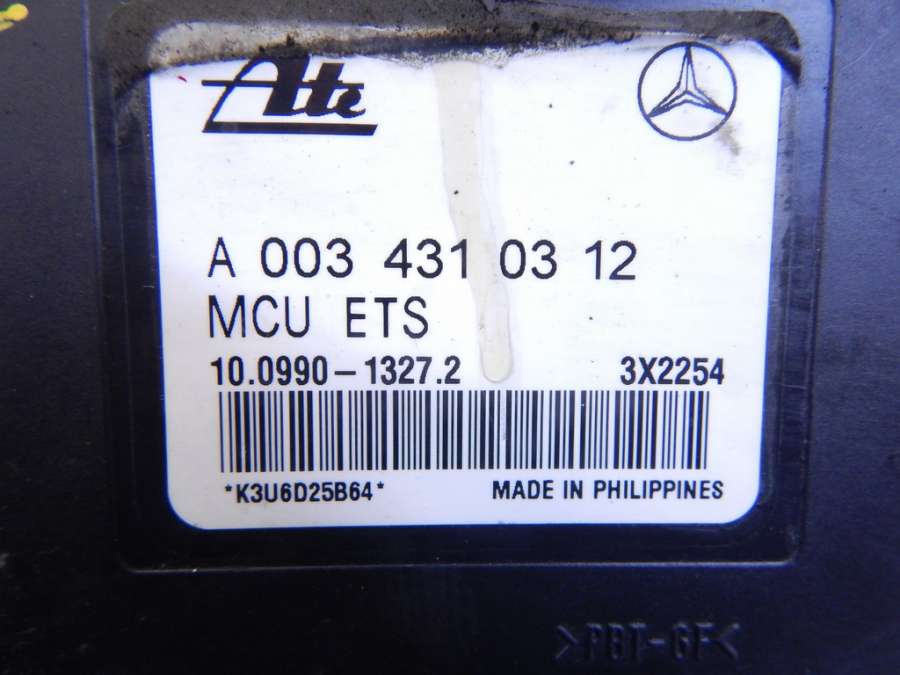 Ate
A 003 431 03 12
MCU ETS
10.0990-1327.2 3X2254
*K3U6D25B64* MADE IN PHILIPPINES
>PBT-GF<